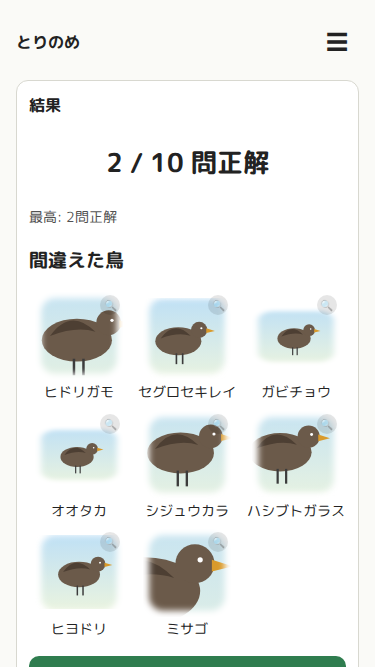 とりのめ
結果
2 / 10 問正解
最高: 2問正解
間違えた鳥
ヒドリガモ
セグロセキレイ
ガビチョウ
オオタカ
シジュウカラ
ハシブトガラス
ヒヨドリ
ミサゴ